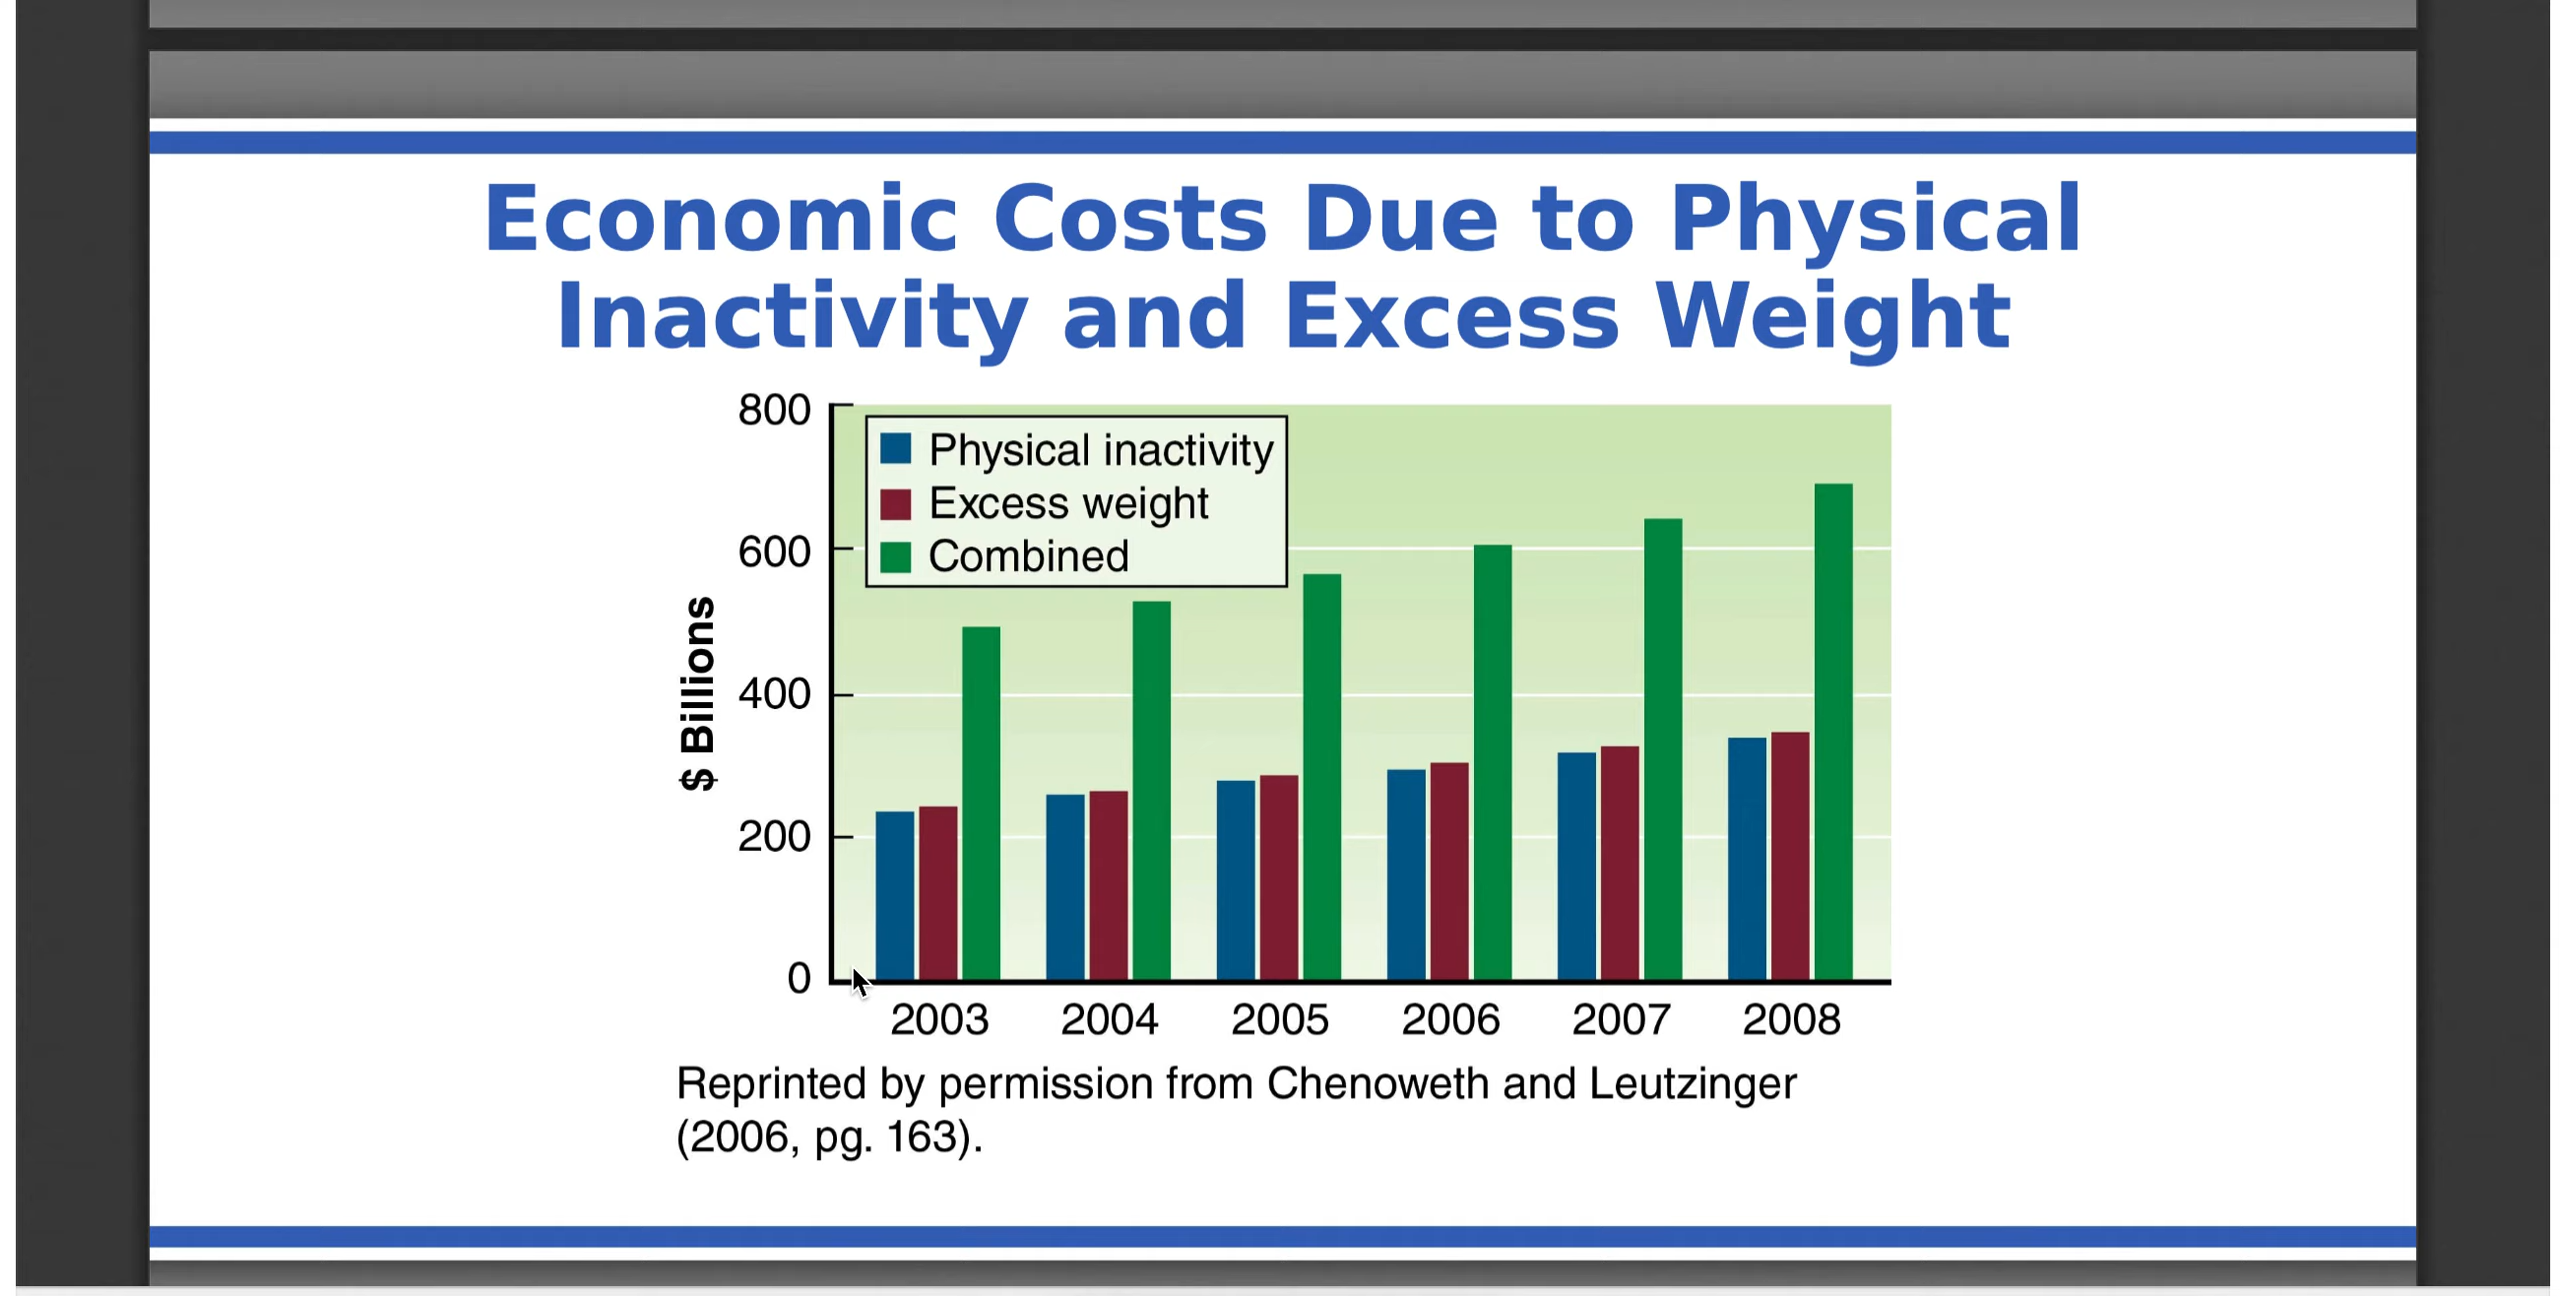 Economic Costs Due to Physical
Inactivity and Excess Weight
800
Physical inactivity
Excess weight
Combined
600
400
200
0
$ Billions
2003 2004 2005 2006 2007 2008
Reprinted by permission from Chenoweth and Leutzinger
(2006, pg. 163).